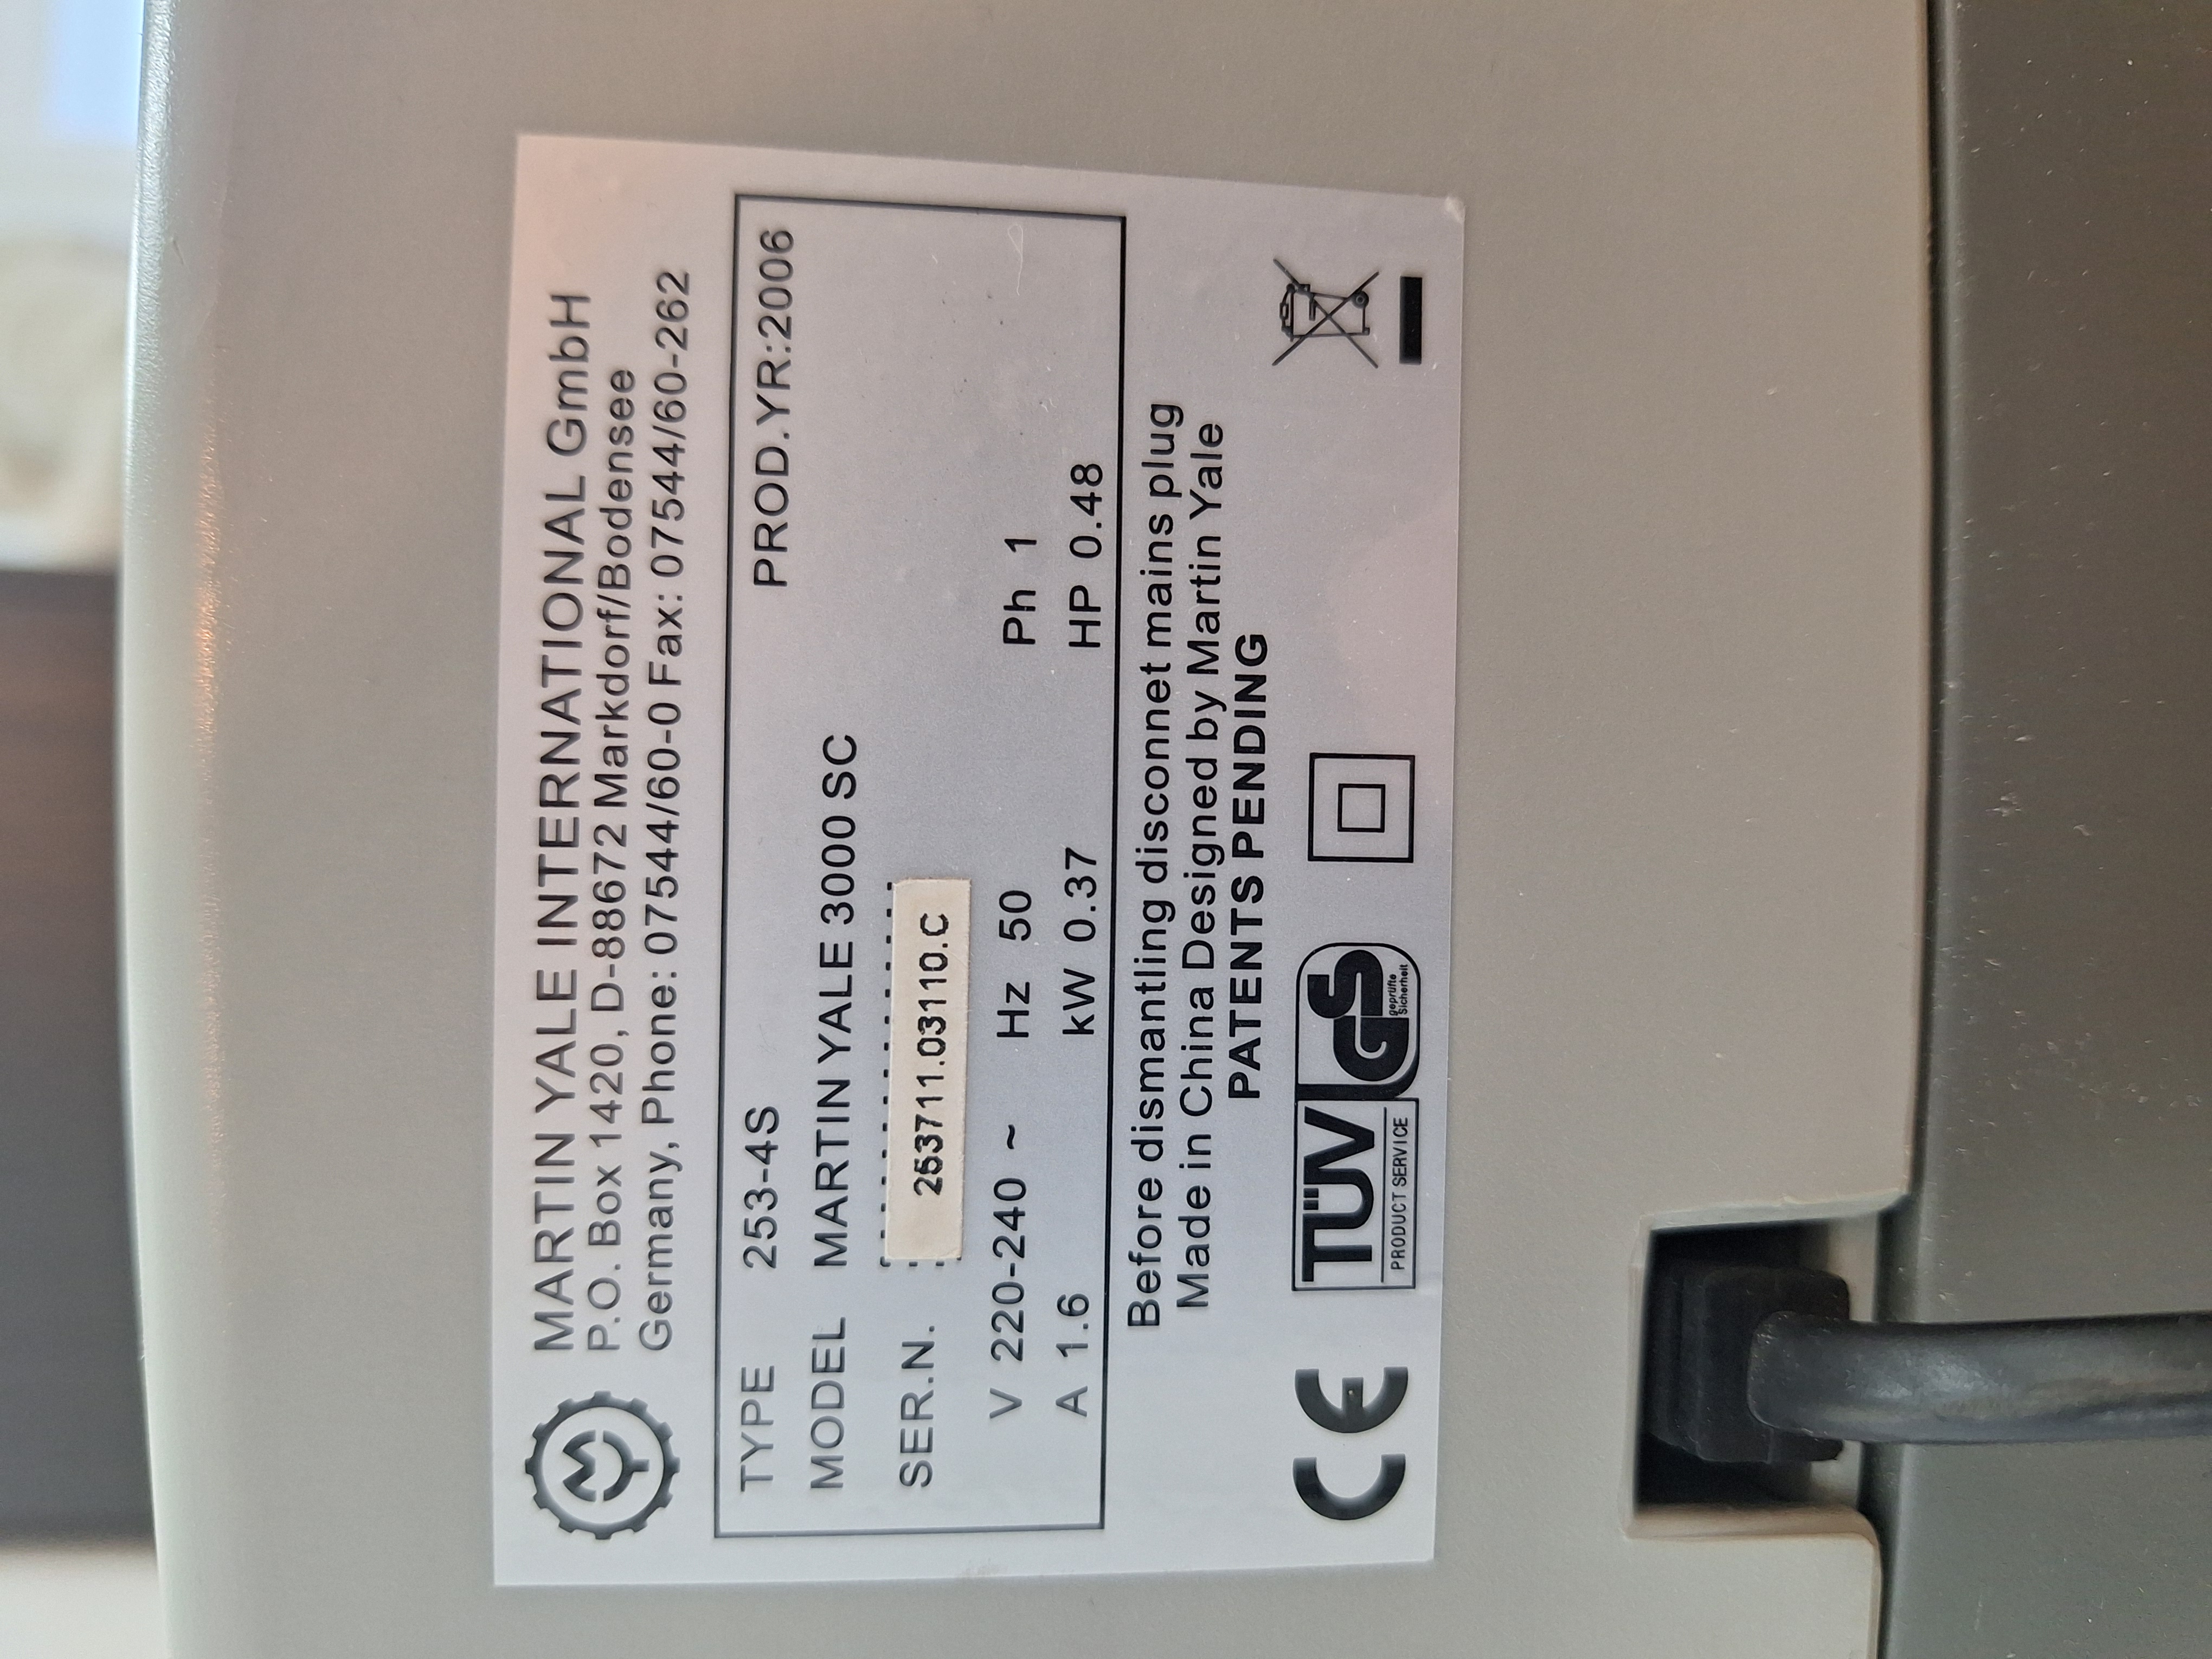 MARTIN YALE INTERNATIONAL GmbH
P.O. Box 1420, D-88672 Markdorf/Bodensee
Germany, Phone: 07544/60-0 Fax: 07544/60-262
TYPE 253-4S PROD.YR:2006
MODEL MARTIN YALE 3000 SC
SER.N. 253711.03110.C
V 220-240 ~ Hz 50 Ph 1
A 1.6 kW 0.37 HP 0.48
Before dismantling disconnet mains plug
Made in China Designed by Martin Yale
PATENTS PENDING
CE TÜV PRODUCT SERVICE GS geprüfte Sicherheit